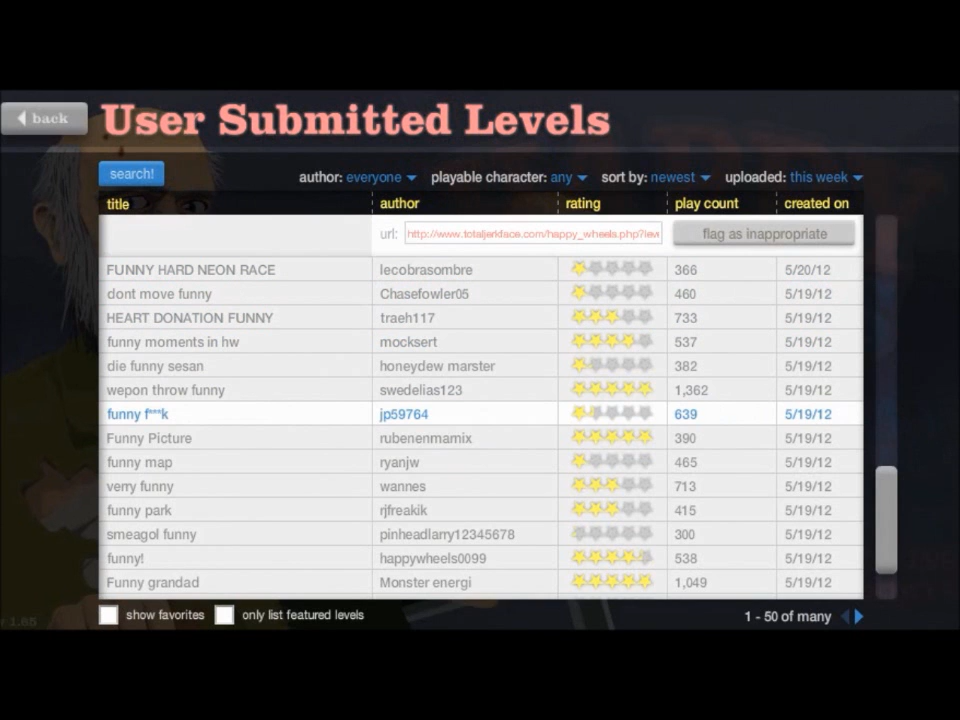 back
User Submitted Levels
search! author: everyone playable character: any sort by: newest uploaded: this week
title author rating play count created on
url: http://www.totaljerkface.com/happy_wheels.php?lev flag as inappropriate
FUNNY HARD NEON RACE lecobrasombre 366 5/20/12
dont move funny Chasefowler05 460 5/19/12
HEART DONATION FUNNY traeh117 733 5/19/12
funny moments in hw mocksert 537 5/19/12
die funny sesan honeydew marster 382 5/19/12
wepon throw funny swedelias123 1,362 5/19/12
funny f***k jp59764 639 5/19/12
Funny Picture rubenenmamix 390 5/19/12
funny map ryanjw 465 5/19/12
verry funny wannes 713 5/19/12
funny park rjfreakik 415 5/19/12
smeagol funny pinheadlarry12345678 300 5/19/12
funny! happywheels0099 538 5/19/12
Funny grandad Monster energi 1,049 5/19/12
show favorites only list featured levels 1 - 50 of many